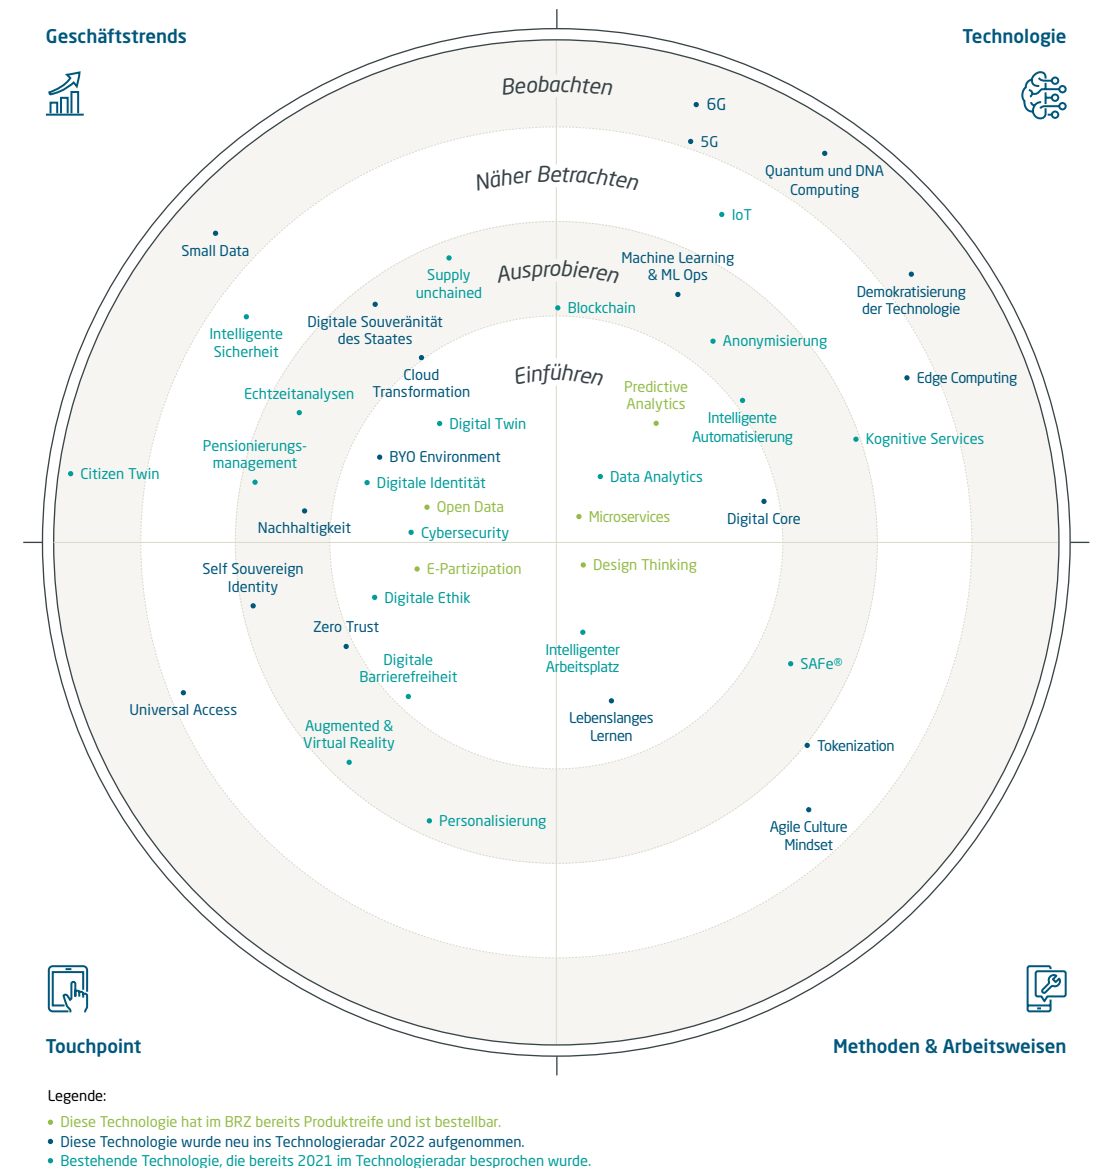 Geschäftstrends
Technologie
Beobachten
6G
5G
Quantum und DNA
Computing
Näher Betrachten
IoT
Small Data
Machine Learning
& ML Ops
Ausprobieren
Supply
unchained
Demokratisierung
der Technologie
Blockchain
Digitale Souveränität
des Staates
Intelligente
Sicherheit
Anonymisierung
Cloud
Transformation
Einführen
Edge Computing
Echtzeitanalysen
Predictive
Analytics
Intelligente
Automatisierung
Digital Twin
Kognitive Services
Pensionierungs-
management
BYO Environment
Citizen Twin
Digitale Identität
Data Analytics
Open Data
Microservices
Digital Core
Nachhaltigkeit
Cybersecurity
Self Souvereign
Identity
E-Partizipation
Design Thinking
Digitale Ethik
Zero Trust
Intelligenter
Arbeitsplatz
Digitale
Barrierefreiheit
SAFe®
Universal Access
Lebenslanges
Lernen
Augmented &
Virtual Reality
Tokenization
Personalisierung
Agile Culture
Mindset
Touchpoint
Methoden & Arbeitsweisen
Legende:
• Diese Technologie hat im BRZ bereits Produktreife und ist bestellbar.
• Diese Technologie wurde neu ins Technologieradar 2022 aufgenommen.
• Bestehende Technologie, die bereits 2021 im Technologieradar besprochen wurde.